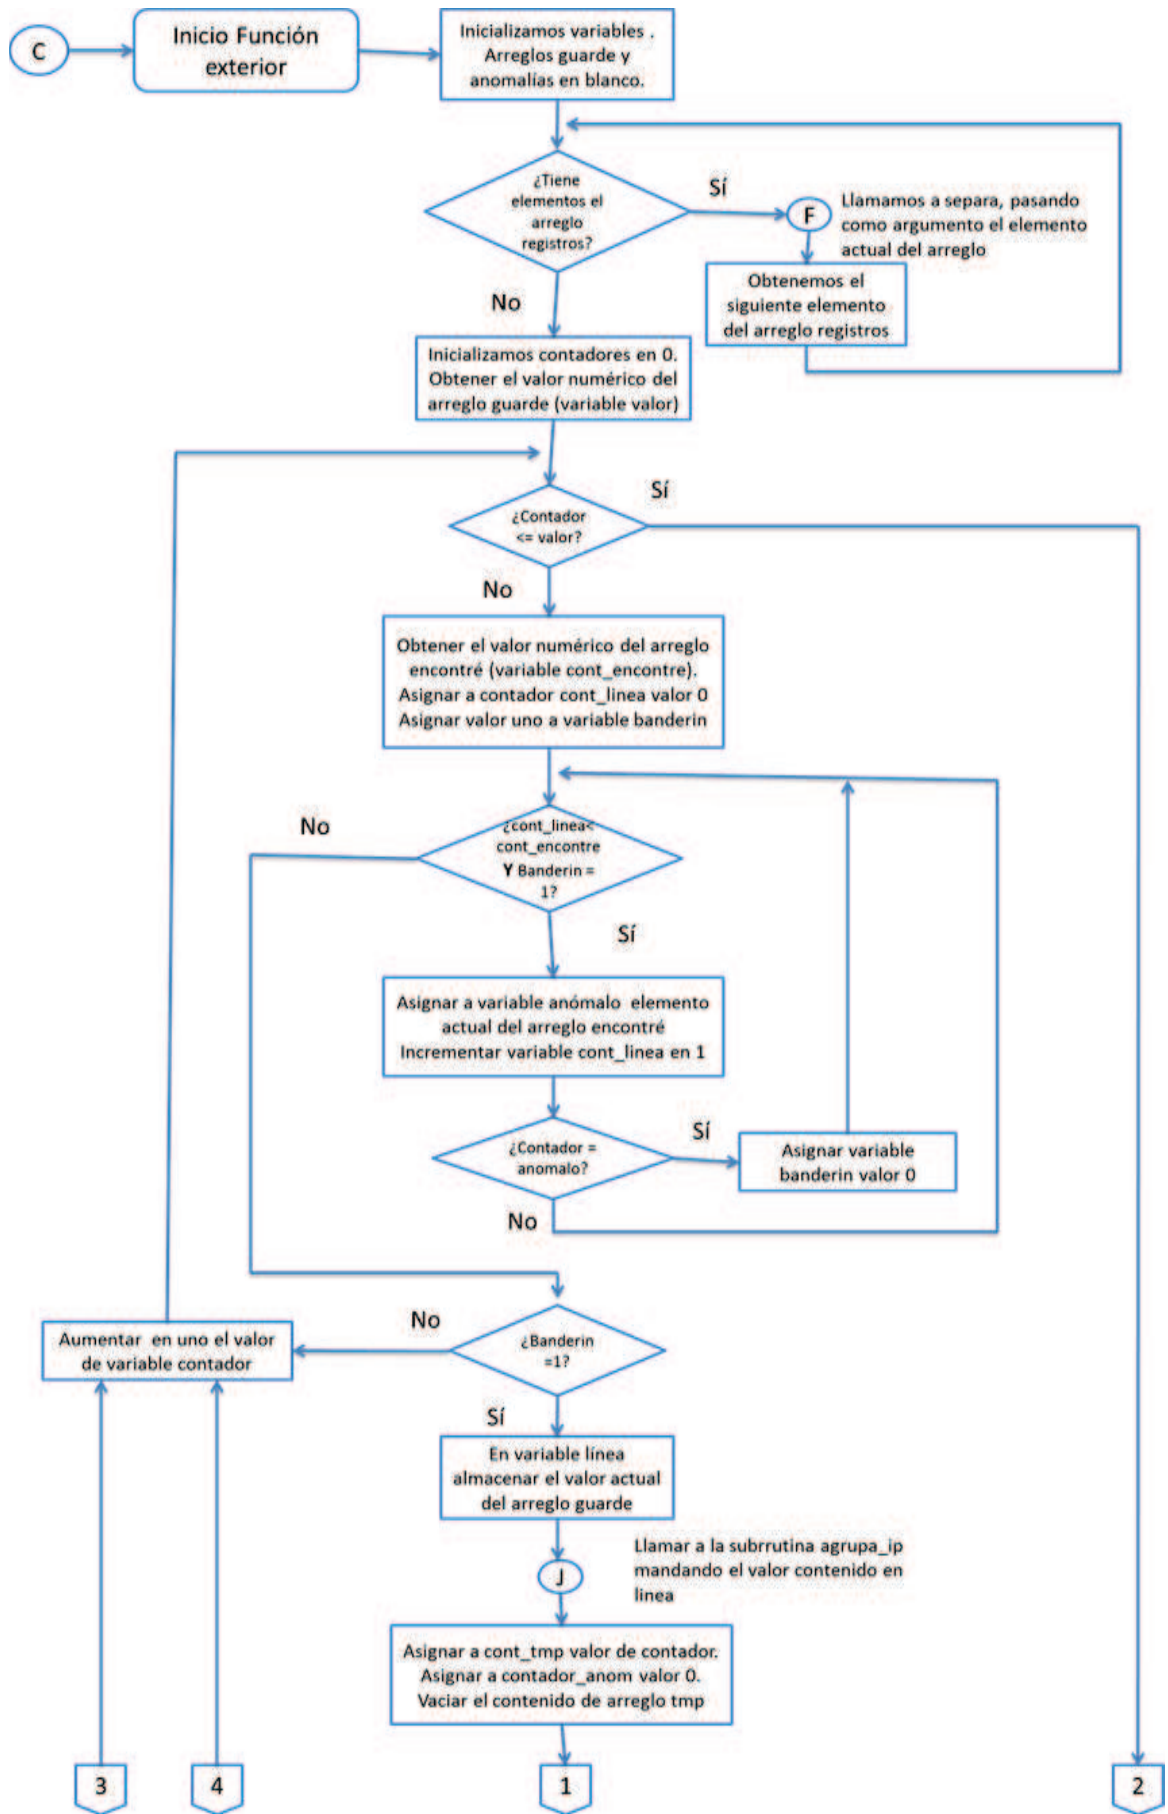 C
Inicio Función
exterior
Inicializamos variables .
Arreglos guarde y
anomalías en blanco.
¿Tiene
elementos el
arreglo
registros?
Sí
F
Llamamos a separa, pasando
como argumento el elemento
actual del arreglo
Obtenemos el
siguiente elemento
del arreglo registros
No
Inicializamos contadores en 0.
Obtener el valor numérico del
arreglo guarde (variable valor)
Sí
¿Contador
<= valor?
No
Obtener el valor numérico del arreglo
encontré (variable cont_encontre).
Asignar a contador cont_linea valor 0
Asignar valor uno a variable banderin
No
¿cont_linea<
cont_encontre
Y Banderin =
1?
Sí
Asignar a variable anómalo elemento
actual del arreglo encontré
Incrementar variable cont_linea en 1
¿Contador =
anomalo?
Sí
Asignar variable
banderin valor 0
No
Aumentar en uno el valor
de variable contador
No
¿Banderin
=1?
Sí
En variable línea
almacenar el valor actual
del arreglo guarde
J
Llamar a la subrrutina agrupa_ip
mandando el valor contenido en
linea
Asignar a cont_tmp valor de contador.
Asignar a contador_anom valor 0.
Vaciar el contenido de arreglo tmp
3
4
1
2